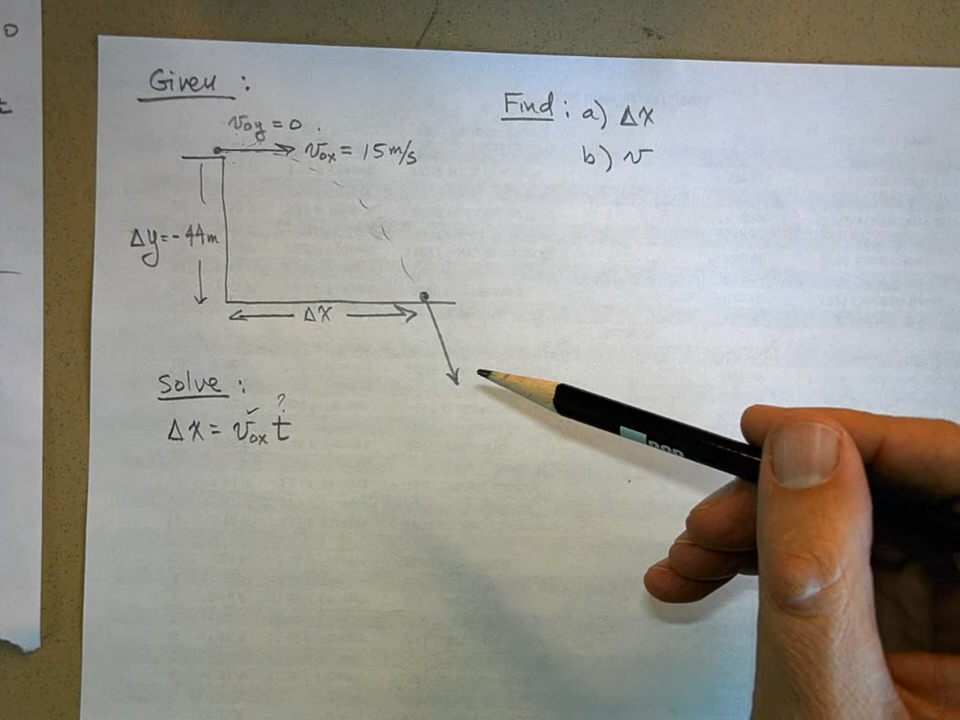 Given :
Find : a) Δx
b) v
v₀y = 0
v₀x = 15 m/s
Δy = -44m
Δx
Solve :
?
Δx = v₀x t